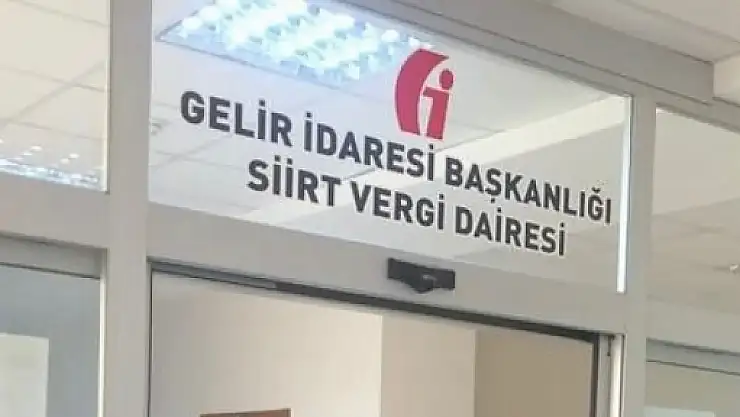 GELİR İDARESİ BAŞKANLIĞI
SİİRT VERGİ DAİRESİ